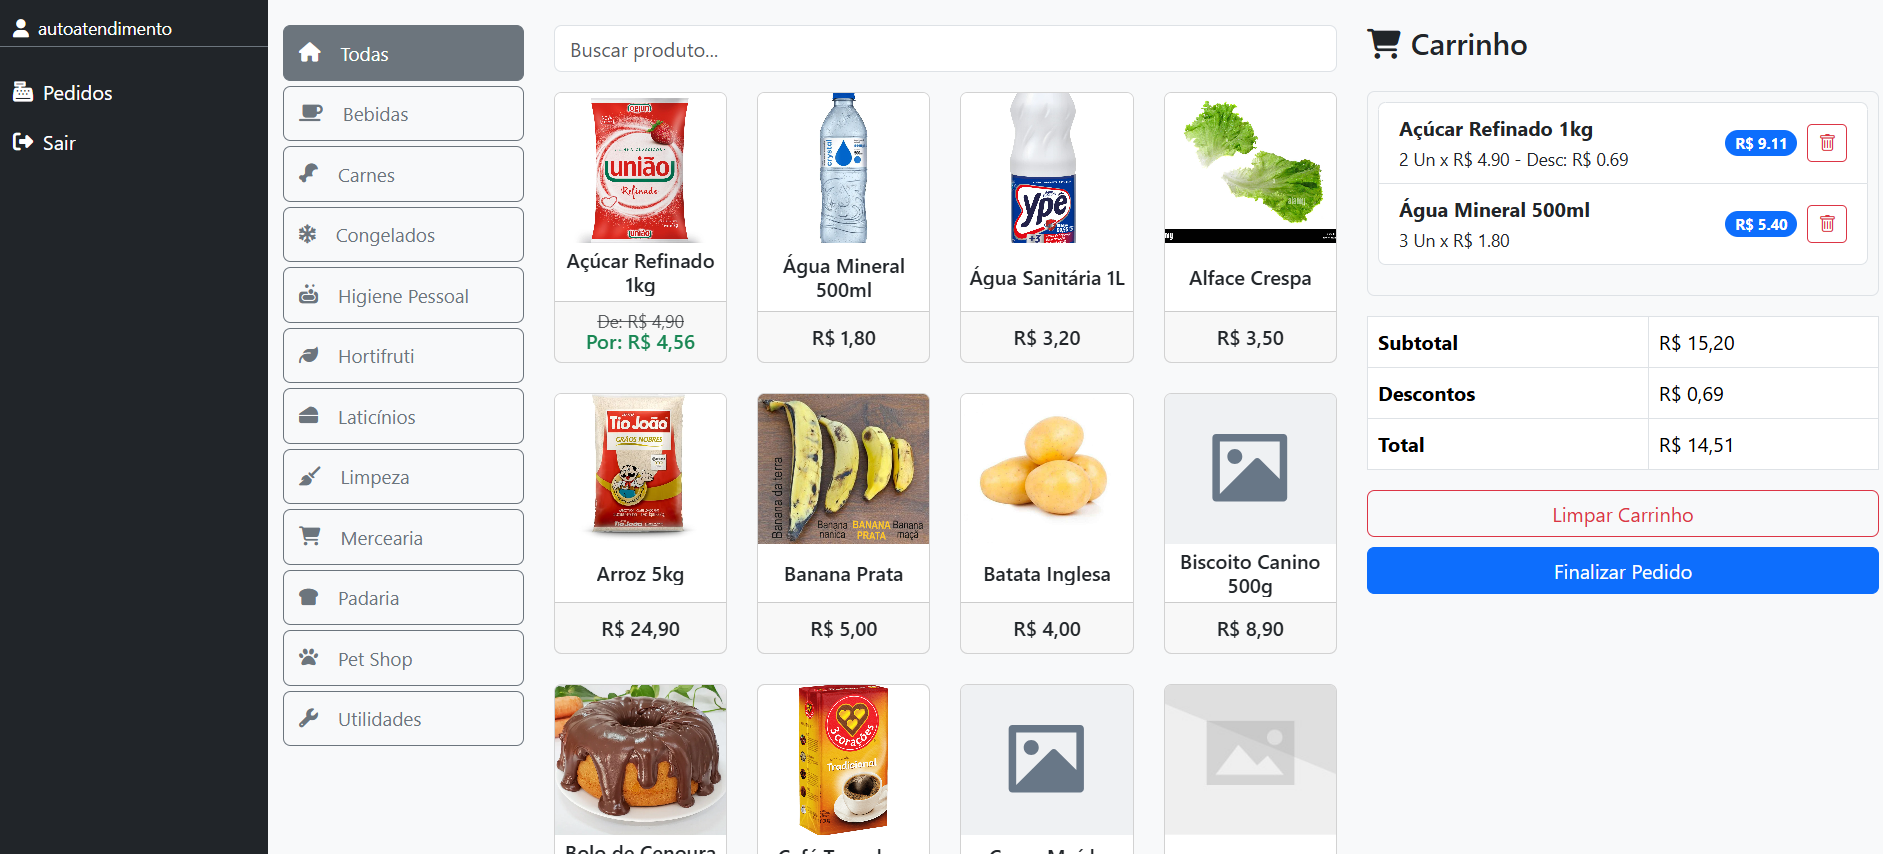 autoatendimento
Pedidos
Sair
Todas
Bebidas
Carnes
Congelados
Higiene Pessoal
Hortifruti
Laticínios
Limpeza
Mercearia
Padaria
Pet Shop
Utilidades
Buscar produto...
união
Refinado
união
Açúcar Refinado
1kg
De: R$ 4,90
Por: R$ 4,56
crystal
Água Mineral
500ml
R$ 1,80
Ypê
Água Sanitária 1L
R$ 3,20
alamy
Alface Crespa
R$ 3,50
Tio João
GRÃOS NOBRES
Arroz 5kg
R$ 24,90
Banana da terra
Banana
nanica
BANANA
PRATA
Banana
maçã
Banana Prata
R$ 5,00
Batata Inglesa
R$ 4,00
Biscoito Canino
500g
R$ 8,90
Bolo de Cenoura
3 corações
Tradicional
Carrinho
Açúcar Refinado 1kg
2 Un x R$ 4.90 - Desc: R$ 0.69
R$ 9.11
Água Mineral 500ml
3 Un x R$ 1.80
R$ 5.40
Subtotal R$ 15,20
Descontos R$ 0,69
Total R$ 14,51
Limpar Carrinho
Finalizar Pedido